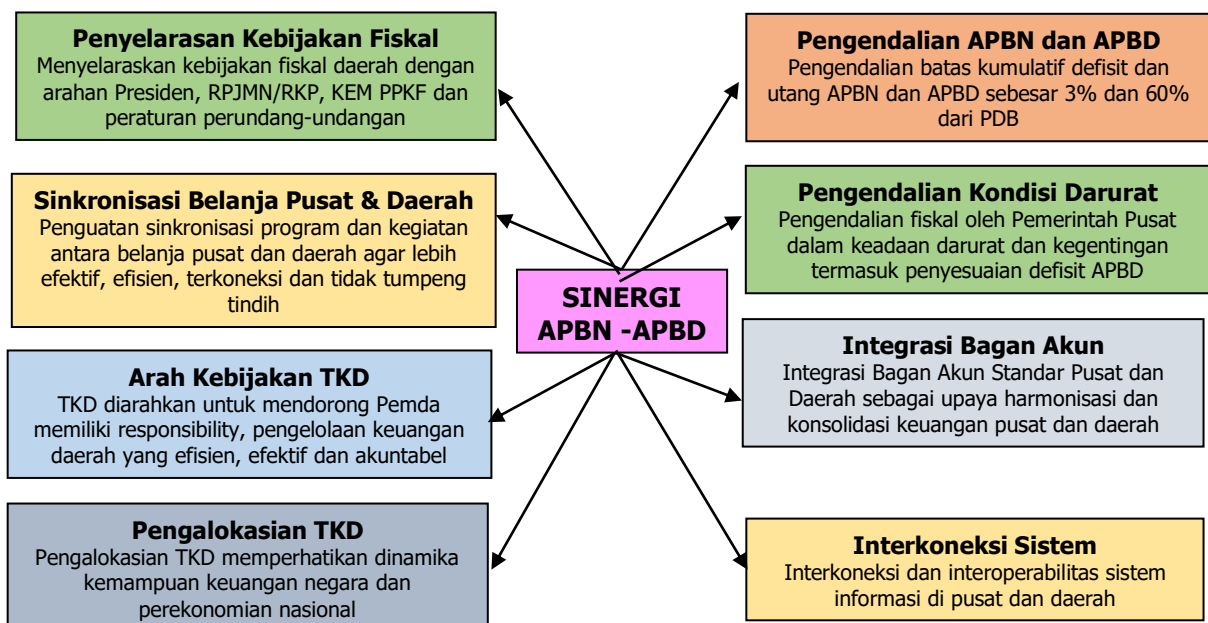 Penyelarasan Kebijakan Fiskal
Menyelaraskan kebijakan fiskal daerah dengan
arahan Presiden, RPJMN/RKP, KEM PPKF dan
peraturan perundang-undangan
Sinkronisasi Belanja Pusat & Daerah
Penguatan sinkronisasi program dan kegiatan
antara belanja pusat dan daerah agar lebih
efektif, efisien, terkoneksi dan tidak tumpeng
tindih
Arah Kebijakan TKD
TKD diarahkan untuk mendorong Pemda
memiliki responsibility, pengelolaan keuangan
daerah yang efisien, efektif dan akuntabel
Pengalokasian TKD
Pengalokasian TKD memperhatikan dinamika
kemampuan keuangan negara dan
perekonomian nasional
SINERGI
APBN -APBD
Pengendalian APBN dan APBD
Pengendalian batas kumulatif defisit dan
utang APBN dan APBD sebesar 3% dan 60%
dari PDB
Pengendalian Kondisi Darurat
Pengendalian fiskal oleh Pemerintah Pusat
dalam keadaan darurat dan kegentingan
termasuk penyesuaian defisit APBD
Integrasi Bagan Akun
Integrasi Bagan Akun Standar Pusat dan
Daerah sebagai upaya harmonisasi dan
konsolidasi keuangan pusat dan daerah
Interkoneksi Sistem
Interkoneksi dan interoperabilitas sistem
informasi di pusat dan daerah